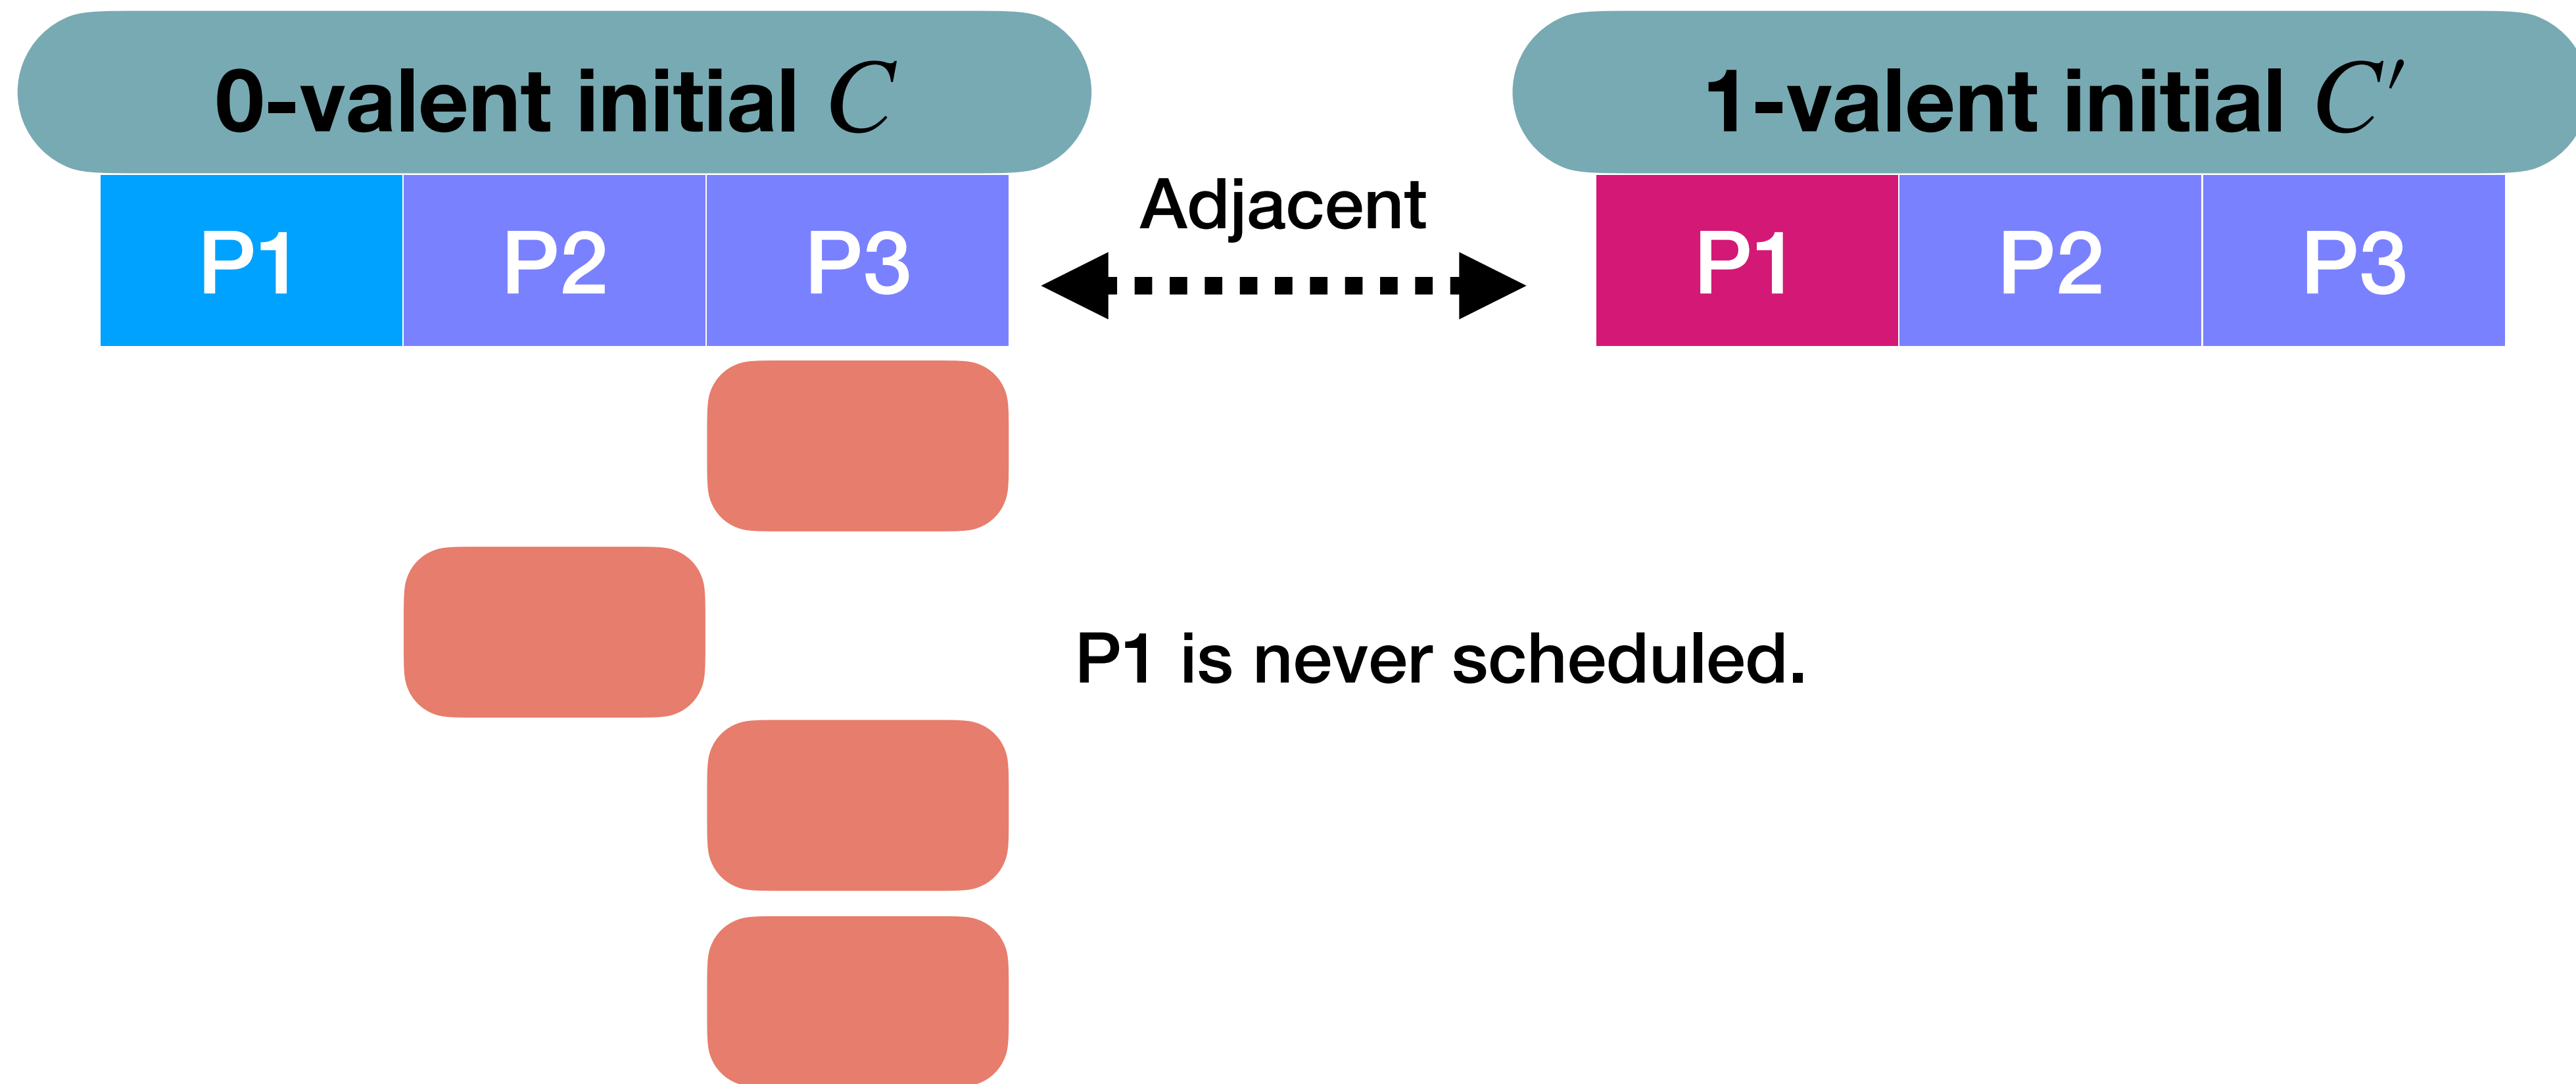 0-valent initial C
1-valent initial C′
Adjacent
P1 P2 P3
P1 P2 P3
P1 is never scheduled.